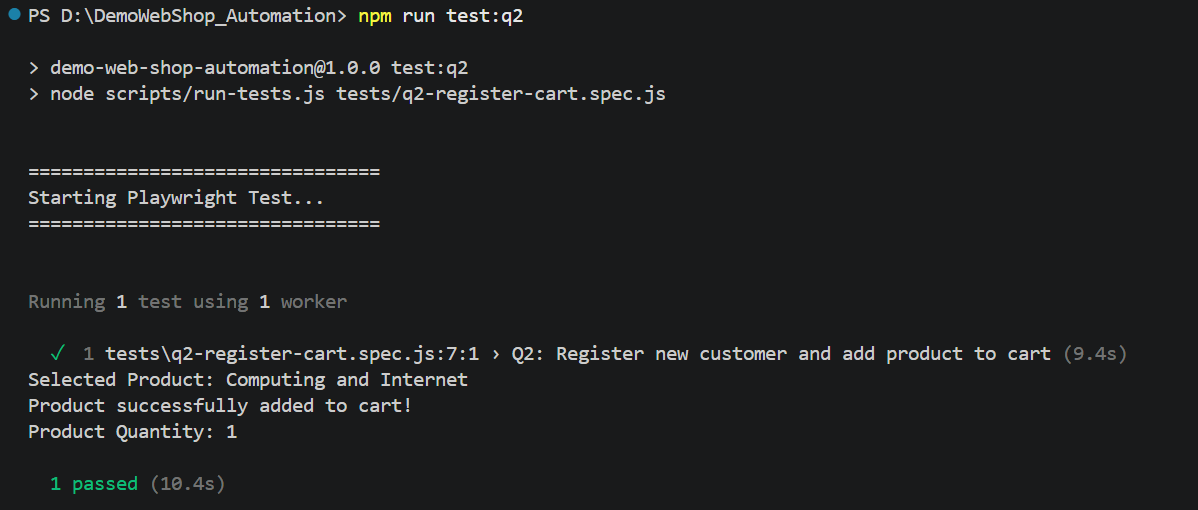 PS D:\DemoWebShop_Automation> npm run test:q2
> demo-web-shop-automation@1.0.0 test:q2
> node scripts/run-tests.js tests/q2-register-cart.spec.js
================================
Starting Playwright Test...
================================
Running 1 test using 1 worker
✓ 1 tests\q2-register-cart.spec.js:7:1 › Q2: Register new customer and add product to cart (9.4s)
Selected Product: Computing and Internet
Product successfully added to cart!
Product Quantity: 1
1 passed (10.4s)